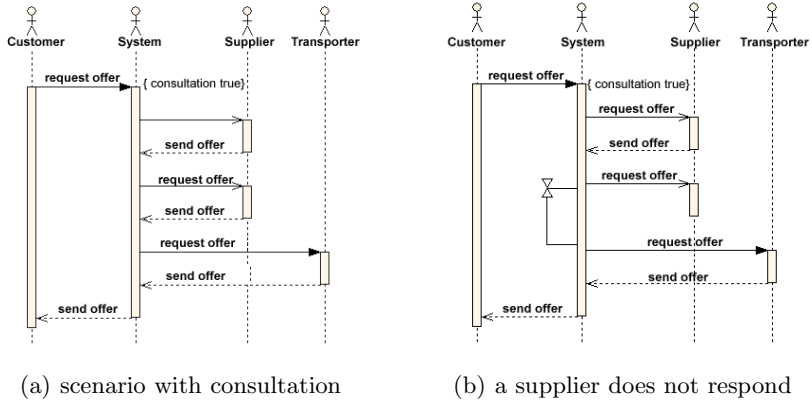 Customer System Supplier Transporter
request offer { consultation true}
send offer
request offer
send offer
request offer
send offer
send offer
(a) scenario with consultation
Customer System Supplier Transporter
request offer { consultation true}
request offer
send offer
request offer
request offer
send offer
send offer
(b) a supplier does not respond